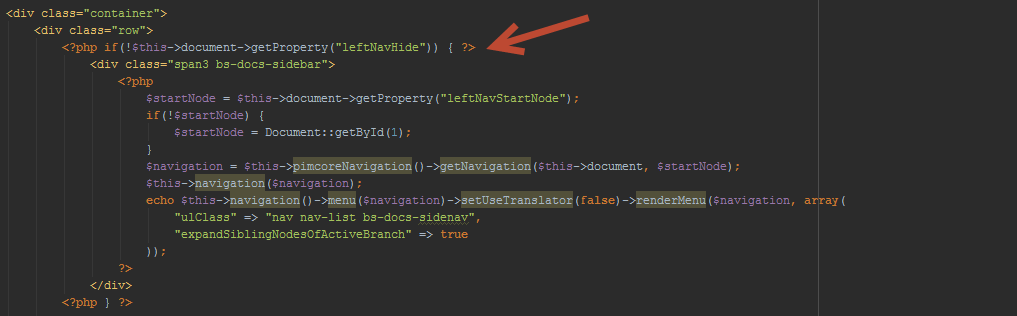 <div class="container">
<div class="row">
<?php if(!$this->document->getProperty("leftNavHide")) { ?>
<div class="span3 bs-docs-sidebar">
<?php
$startNode = $this->document->getProperty("leftNavStartNode");
if(!$startNode) {
$startNode = Document::getById(1);
}
$navigation = $this->pimcoreNavigation()->getNavigation($this->document, $startNode);
$this->navigation($navigation);
echo $this->navigation()->menu($navigation)->setUseTranslator(false)->renderMenu($navigation, array(
"ulClass" => "nav nav-list bs-docs-sidenav",
"expandSiblingNodesOfActiveBranch" => true
));
?>
</div>
<?php } ?>